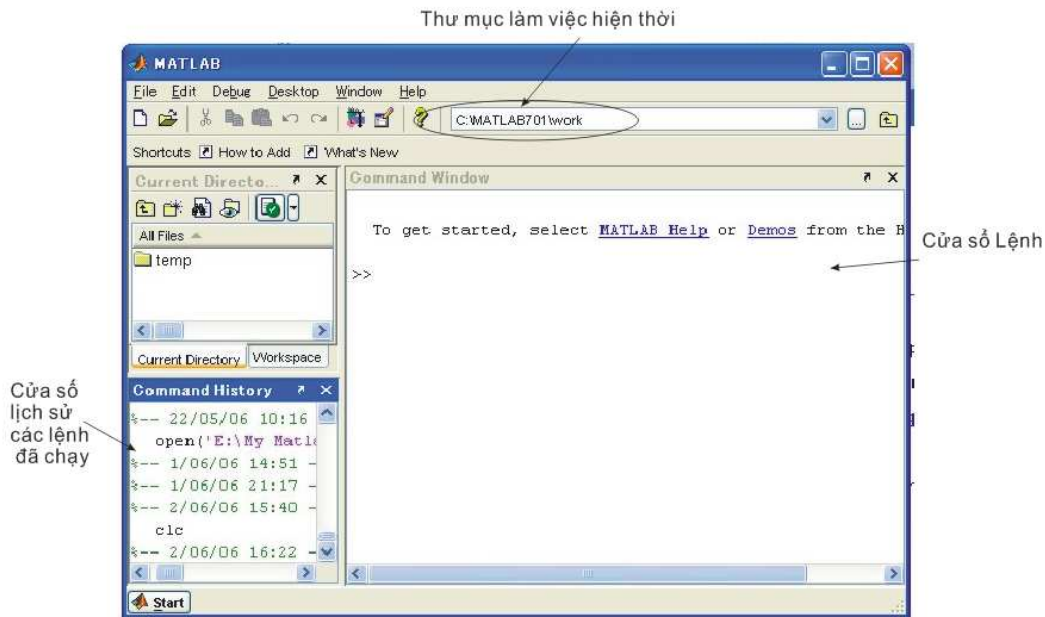 Thư mục làm việc hiện thời
MATLAB
File Edit Debug Desktop Window Help
C:\MATLAB701\work
Shortcuts How to Add What's New
Current Directo...
Command Window
All Files
To get started, select MATLAB Help or Demos from the H
Cửa sổ Lệnh
temp
>>
Current Directory Workspace
Cửa số
lịch sử
các lệnh
đã chạy
Command History
%-- 22/05/06 10:16
open('E:\My Matla
%-- 1/06/06 14:51 -
%-- 1/06/06 21:17 -
%-- 2/06/06 15:40 -
clc
%-- 2/06/06 16:22 -
Start